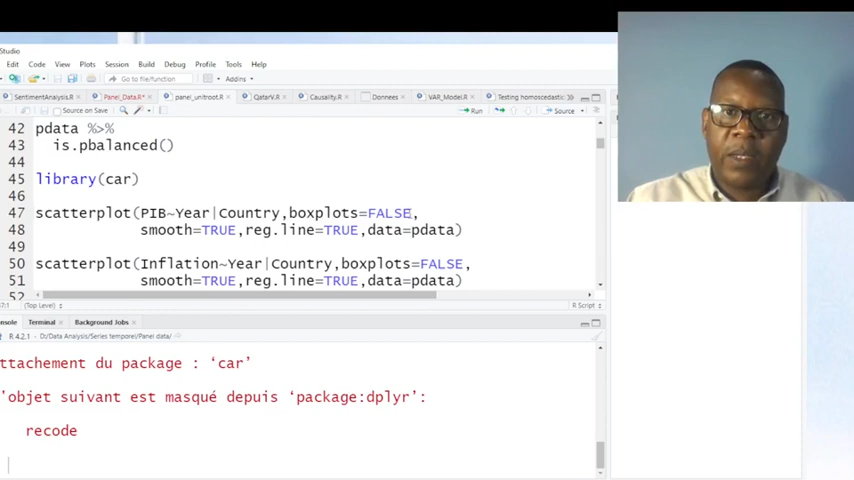 Studio
Edit Code View Plots Session Build Debug Profile Tools Help
Go to file/function Addins
SentimentAnalysis.R Panel_Data.R* panel_unitroot.R QatarV.R Causality.R Donnees VAR_Model.R Testing homoscedastic
Source on Save Run Source
42 pdata %>%
43 is.pbalanced()
44
45 library(car)
46
47 scatterplot(PIB~Year|Country,boxplots=FALSE,
48 smooth=TRUE,reg.line=TRUE,data=pdata)
49
50 scatterplot(Inflation~Year|Country,boxplots=FALSE,
51 smooth=TRUE,reg.line=TRUE,data=pdata)
52
(Top Level) R Script
Terminal Background Jobs
R 4.2.1 · D:/Data Analysis/Series temporel/Panel data/
ttachement du package : ‘car’
’objet suivant est masqué depuis ‘package:dplyr’:
recode